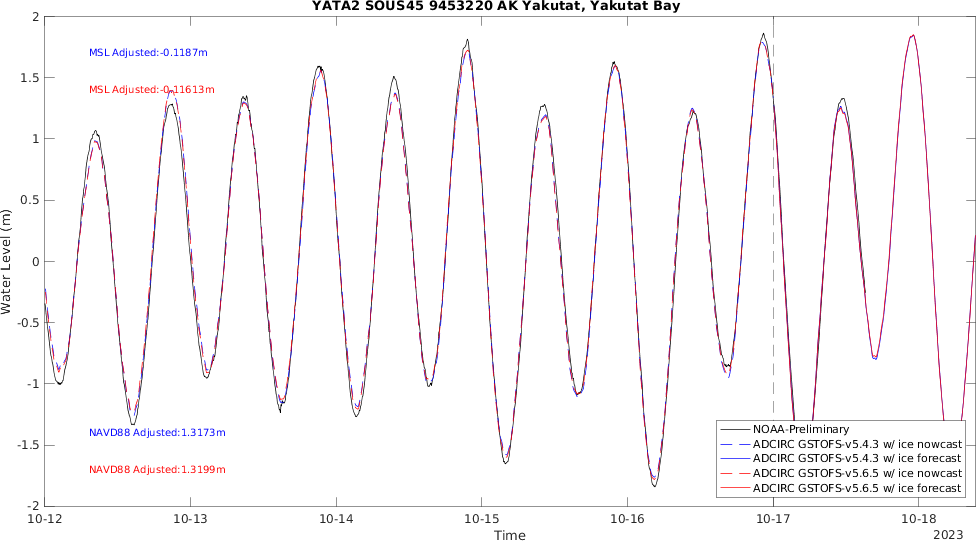 YATA2 SOUS45 9453220 AK Yakutat, Yakutat Bay
2
1.5
1
0.5
0
-0.5
-1
-1.5
-2
Water Level (m)
MSL Adjusted:-0.1187m
MSL Adjusted:-0.11613m
NAVD88 Adjusted:1.3173m
NAVD88 Adjusted:1.3199m
NOAA-Preliminary
ADCIRC GSTOFS-v5.4.3 w/ ice nowcast
ADCIRC GSTOFS-v5.4.3 w/ ice forecast
ADCIRC GSTOFS-v5.6.5 w/ ice nowcast
ADCIRC GSTOFS-v5.6.5 w/ ice forecast
10-12 10-13 10-14 10-15 10-16 10-17 10-18
Time
2023